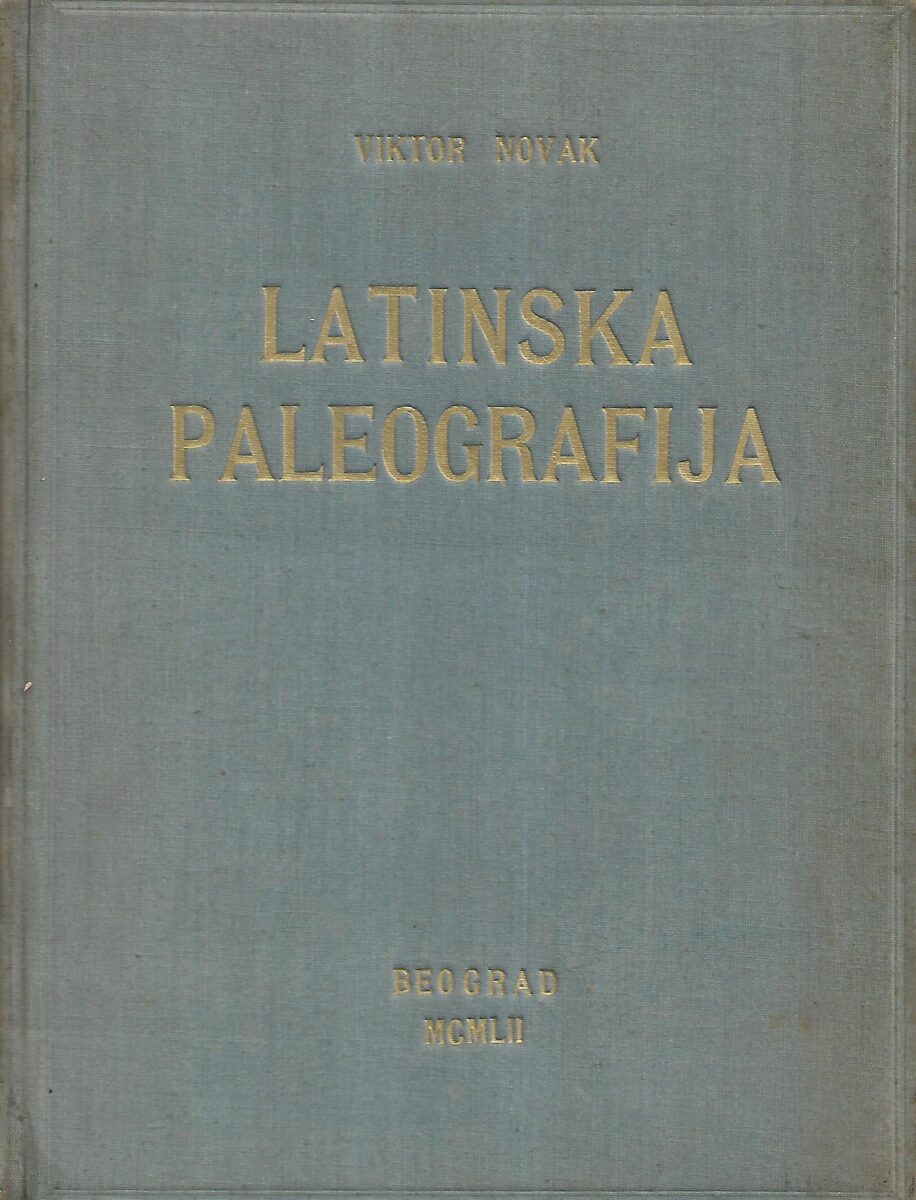 VIKTOR NOVAK
LATINSKA
PALEOGRAFIJA
BEOGRAD
MCMLII